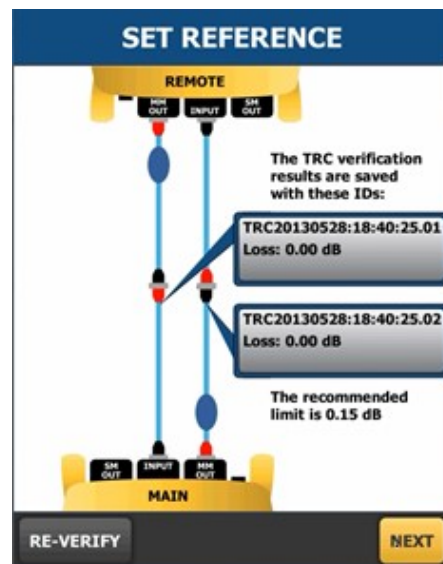 SET REFERENCE
REMOTE
MM
OUT
INPUT
SM
OUT
The TRC verification
results are saved
with these IDs:
TRC20130528:18:40:25.01
Loss: 0.00 dB
TRC20130528:18:40:25.02
Loss: 0.00 dB
The recommended
limit is 0.15 dB
SM
OUT
INPUT
MM
OUT
MAIN
RE-VERIFY
NEXT